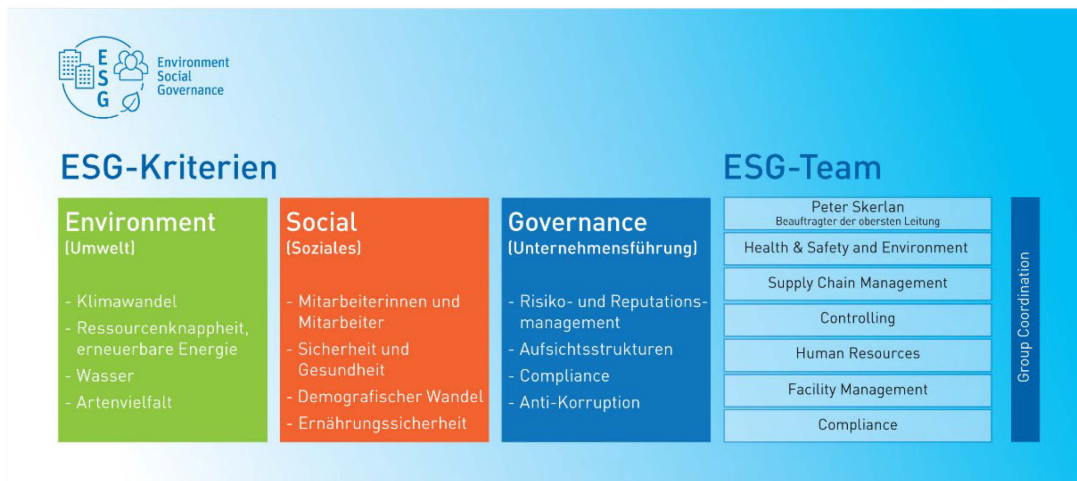 E
S
G
Environment
Social
Governance
ESG-Kriterien
Environment
(Umwelt)
- Klimawandel
- Ressourcenknappheit,
erneuerbare Energie
- Wasser
- Artenvielfalt
Social
(Soziales)
- Mitarbeiterinnen und
Mitarbeiter
- Sicherheit und
Gesundheit
- Demografischer Wandel
- Ernährungssicherheit
Governance
(Unternehmensführung)
- Risiko- und Reputations-
management
- Aufsichtsstrukturen
- Compliance
- Anti-Korruption
ESG-Team
Peter Skerlan
Beauftragter der obersten Leitung
Health & Safety and Environment
Supply Chain Management
Controlling
Human Resources
Facility Management
Compliance
Group Coordination